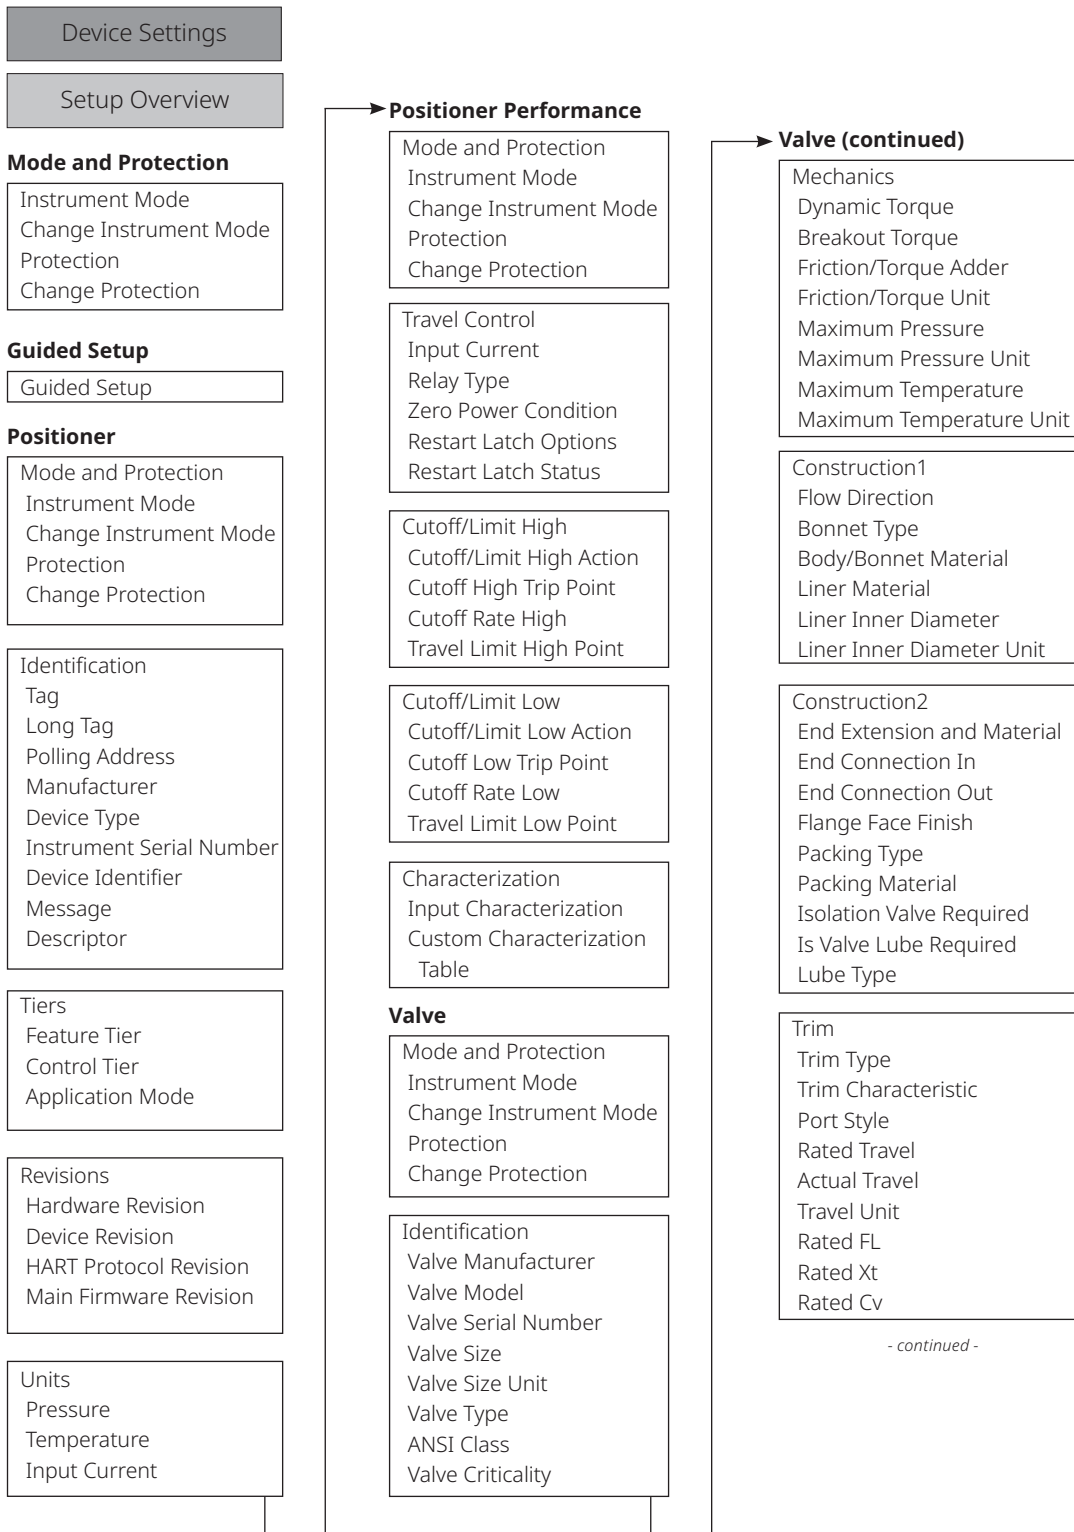 Device Settings
Setup Overview
Mode and Protection
Instrument Mode
Change Instrument Mode
Protection
Change Protection
Guided Setup
Guided Setup
Positioner
Mode and Protection
Instrument Mode
Change Instrument Mode
Protection
Change Protection
Identification
Tag
Long Tag
Polling Address
Manufacturer
Device Type
Instrument Serial Number
Device Identifier
Message
Descriptor
Tiers
Feature Tier
Control Tier
Application Mode
Revisions
Hardware Revision
Device Revision
HART Protocol Revision
Main Firmware Revision
Units
Pressure
Temperature
Input Current
Positioner Performance
Mode and Protection
Instrument Mode
Change Instrument Mode
Protection
Change Protection
Travel Control
Input Current
Relay Type
Zero Power Condition
Restart Latch Options
Restart Latch Status
Cutoff/Limit High
Cutoff/Limit High Action
Cutoff High Trip Point
Cutoff Rate High
Travel Limit High Point
Cutoff/Limit Low
Cutoff/Limit Low Action
Cutoff Low Trip Point
Cutoff Rate Low
Travel Limit Low Point
Characterization
Input Characterization
Custom Characterization
Table
Valve
Mode and Protection
Instrument Mode
Change Instrument Mode
Protection
Change Protection
Identification
Valve Manufacturer
Valve Model
Valve Serial Number
Valve Size
Valve Size Unit
Valve Type
ANSI Class
Valve Criticality
Valve (continued)
Mechanics
Dynamic Torque
Breakout Torque
Friction/Torque Adder
Friction/Torque Unit
Maximum Pressure
Maximum Pressure Unit
Maximum Temperature
Maximum Temperature Unit
Construction1
Flow Direction
Bonnet Type
Body/Bonnet Material
Liner Material
Liner Inner Diameter
Liner Inner Diameter Unit
Construction2
End Extension and Material
End Connection In
End Connection Out
Flange Face Finish
Packing Type
Packing Material
Isolation Valve Required
Is Valve Lube Required
Lube Type
Trim
Trim Type
Trim Characteristic
Port Style
Rated Travel
Actual Travel
Travel Unit
Rated FL
Rated Xt
Rated Cv
- continued -